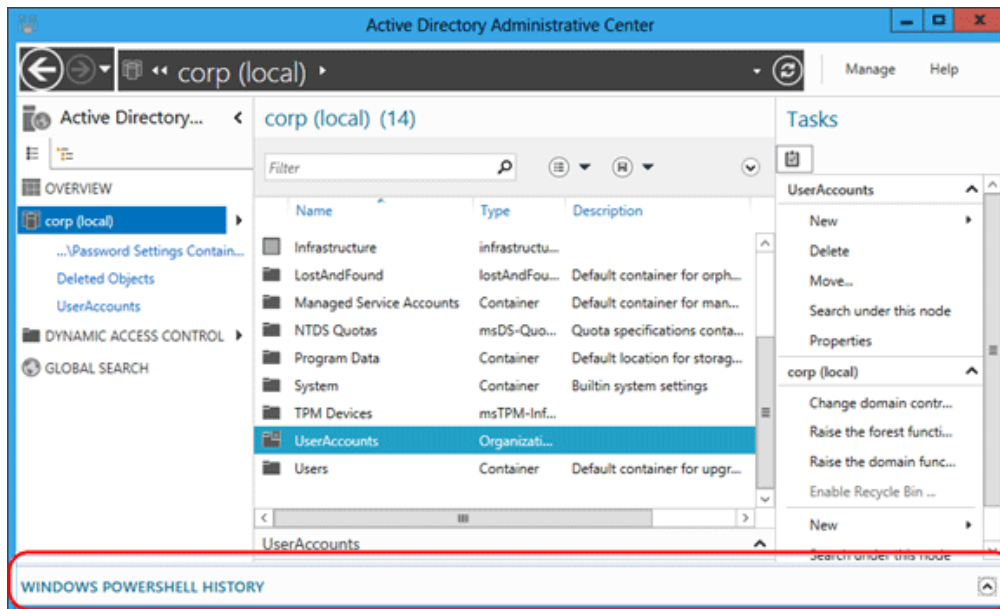 Active Directory Administrative Center
corp (local)
Manage
Help
Active Directory...
corp (local) (14)
Tasks
Filter
OVERVIEW
corp (local)
...\Password Settings Contain...
Deleted Objects
UserAccounts
DYNAMIC ACCESS CONTROL
GLOBAL SEARCH
Name Type Description
Infrastructure infrastructu...
LostAndFound lostAndFou... Default container for orph...
Managed Service Accounts Container Default container for man...
NTDS Quotas msDS-Quo... Quota specifications conta...
Program Data Container Default location for storag...
System Container Builtin system settings
TPM Devices msTPM-Inf...
UserAccounts Organizati...
Users Container Default container for upgr...
UserAccounts
UserAccounts
New
Delete
Move...
Search under this node
Properties
corp (local)
Change domain contr...
Raise the forest functi...
Raise the domain func...
Enable Recycle Bin ...
New
Search under this node
WINDOWS POWERSHELL HISTORY